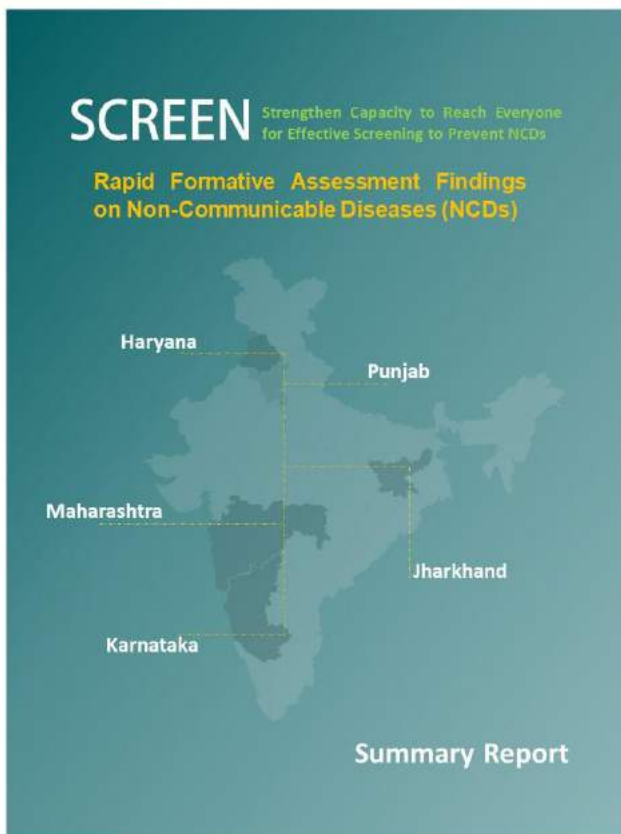 SCREEN
Strengthen Capacity to Reach Everyone
for Effective Screening to Prevent NCDs
Rapid Formative Assessment Findings
on Non-Communicable Diseases (NCDs)
Haryana
Punjab
Maharashtra
Jharkhand
Karnataka
Summary Report